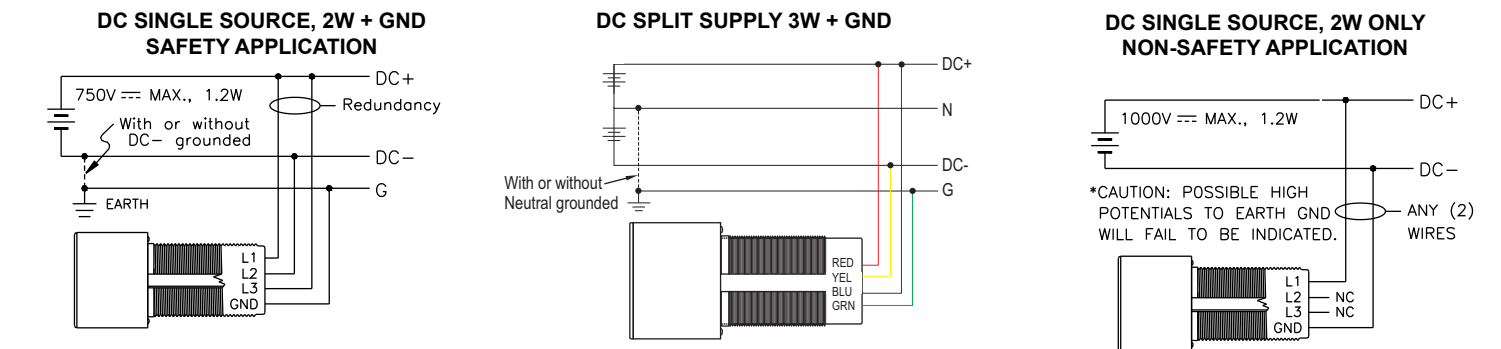 DC SINGLE SOURCE, 2W + GND
SAFETY APPLICATION
DC+
750V ⎓ MAX., 1.2W
Redundancy
With or without
DC- grounded
DC-
G
EARTH
L1
L2
L3
GND
DC SPLIT SUPPLY 3W + GND
DC+
N
DC-
With or without
Neutral grounded
G
RED
YEL
BLU
GRN
DC SINGLE SOURCE, 2W ONLY
NON-SAFETY APPLICATION
DC+
1000V ⎓ MAX., 1.2W
DC-
*CAUTION: POSSIBLE HIGH
POTENTIALS TO EARTH GND
WILL FAIL TO BE INDICATED.
ANY (2)
WIRES
L1
L2 NC
L3 NC
GND